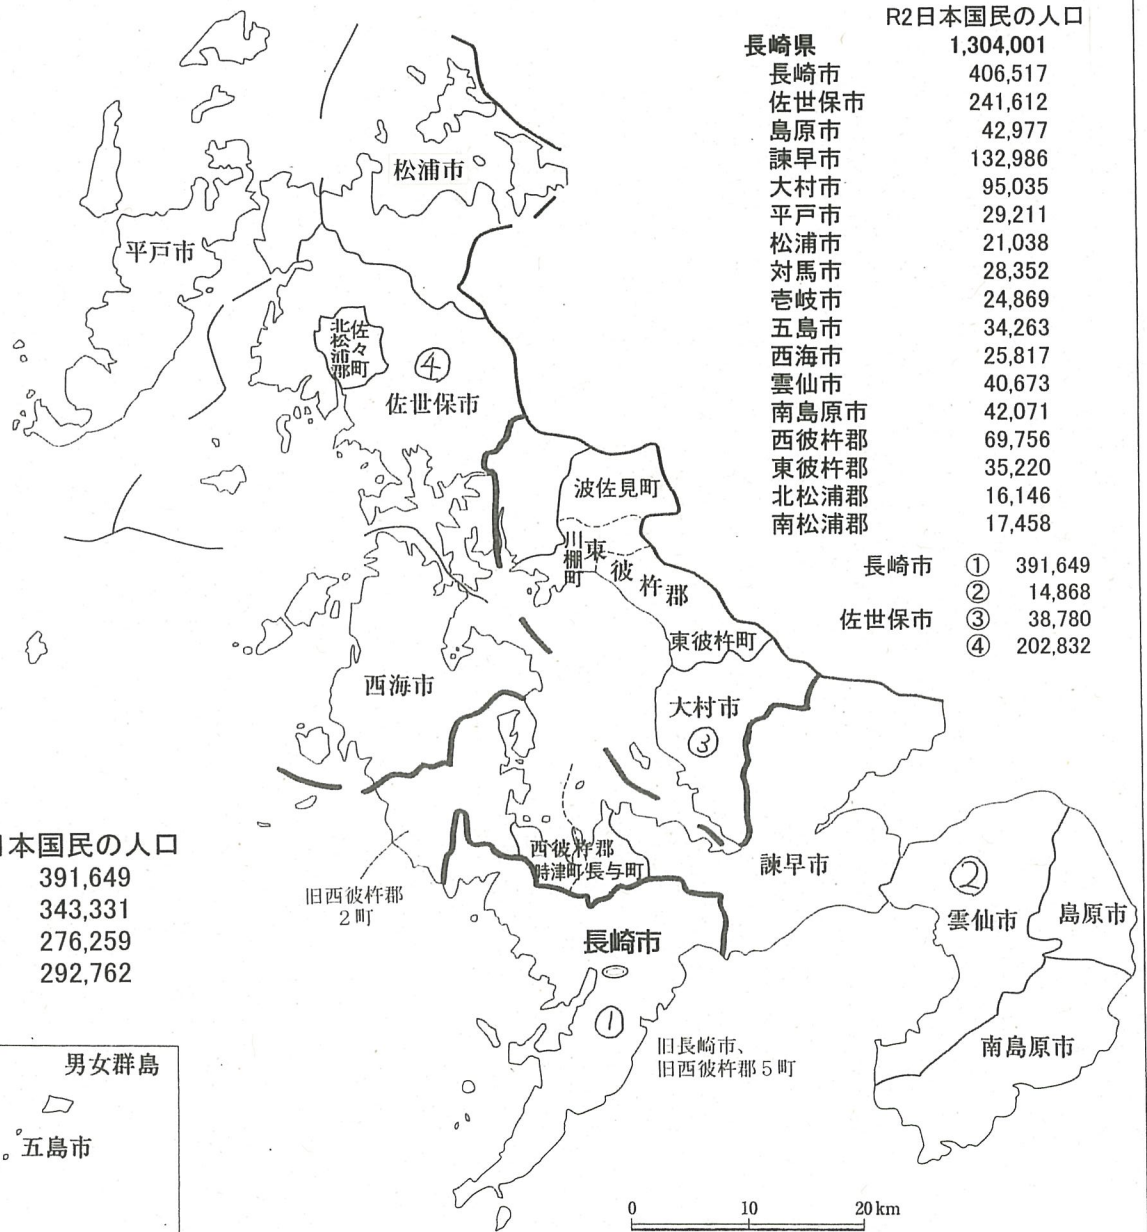 R2日本国民の人口
長崎県 1,304,001
長崎市 406,517
佐世保市 241,612
島原市 42,977
諫早市 132,986
大村市 95,035
平戸市 29,211
松浦市 21,038
対馬市 28,352
壱岐市 24,869
五島市 34,263
西海市 25,817
雲仙市 40,673
南島原市 42,071
西彼杵郡 69,756
東彼杵郡 35,220
北松浦郡 16,146
南松浦郡 17,458
長崎市 ① 391,649
② 14,868
佐世保市 ③ 38,780
④ 202,832
松浦市
平戸市
北松浦郡
佐々町
④
佐世保市
波佐見町
川棚町
東彼杵郡
東彼杵町
西海市
大村市
③
本国民の人口
391,649
343,331
276,259
292,762
旧西彼杵郡
2町
西彼杵郡
時津町
長与町
諫早市
②
雲仙市
島原市
長崎市
①
旧長崎市、
旧西彼杵郡5町
南島原市
男女群島
五島市
0 10 20 km